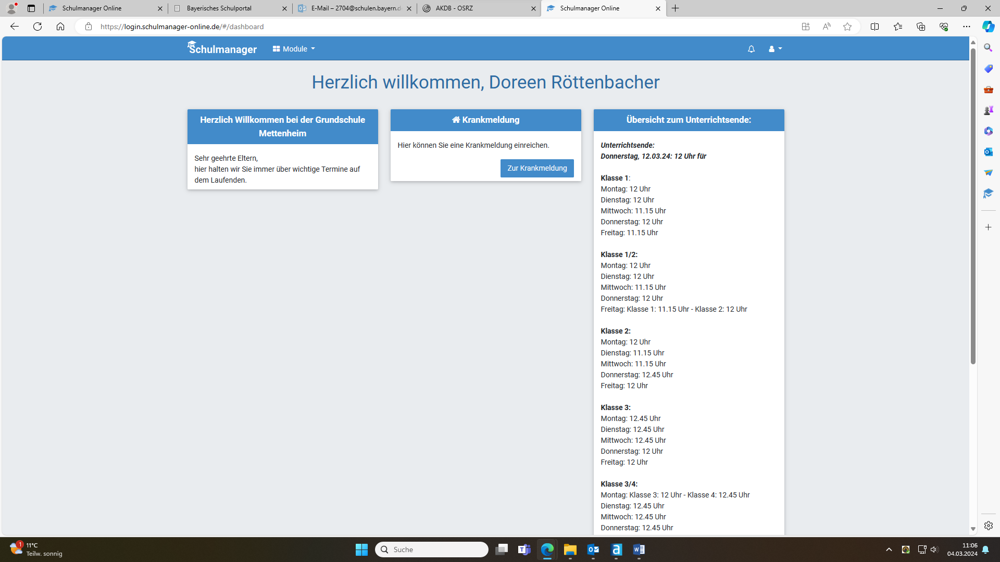 Schulmanager Online
Bayerisches Schulportal
E-Mail – 2704@schulen.bayern.d
AKDB - OSRZ
Schulmanager Online
https://login.schulmanager-online.de/#/dashboard
Schulmanager
Module
Herzlich willkommen, Doreen Röttenbacher
Herzlich Willkommen bei der Grundschule
Mettenheim
Sehr geehrte Eltern,
hier halten wir Sie immer über wichtige Termine auf
dem Laufenden.
Krankmeldung
Hier können Sie eine Krankmeldung einreichen.
Zur Krankmeldung
Übersicht zum Unterrichtsende:
Unterrichtsende:
Donnerstag, 12.03.24: 12 Uhr für
Klasse 1:
Montag: 12 Uhr
Dienstag: 12 Uhr
Mittwoch: 11.15 Uhr
Donnerstag: 12 Uhr
Freitag: 11.15 Uhr
Klasse 1/2:
Montag: 12 Uhr
Dienstag: 12 Uhr
Mittwoch: 11.15 Uhr
Donnerstag: 12 Uhr
Freitag: Klasse 1: 11.15 Uhr - Klasse 2: 12 Uhr
Klasse 2:
Montag: 12 Uhr
Dienstag: 11.15 Uhr
Mittwoch: 11.15 Uhr
Donnerstag: 12.45 Uhr
Freitag: 12 Uhr
Klasse 3:
Montag: 12.45 Uhr
Dienstag: 12.45 Uhr
Mittwoch: 12.45 Uhr
Donnerstag: 12 Uhr
Freitag: 12 Uhr
Klasse 3/4:
Montag: Klasse 3: 12 Uhr - Klasse 4: 12.45 Uhr
Dienstag: 12.45 Uhr
Mittwoch: 12.45 Uhr
Donnerstag: 12.45 Uhr
1
11°C
Teilw. sonnig
Suche
11:06
04.03.2024